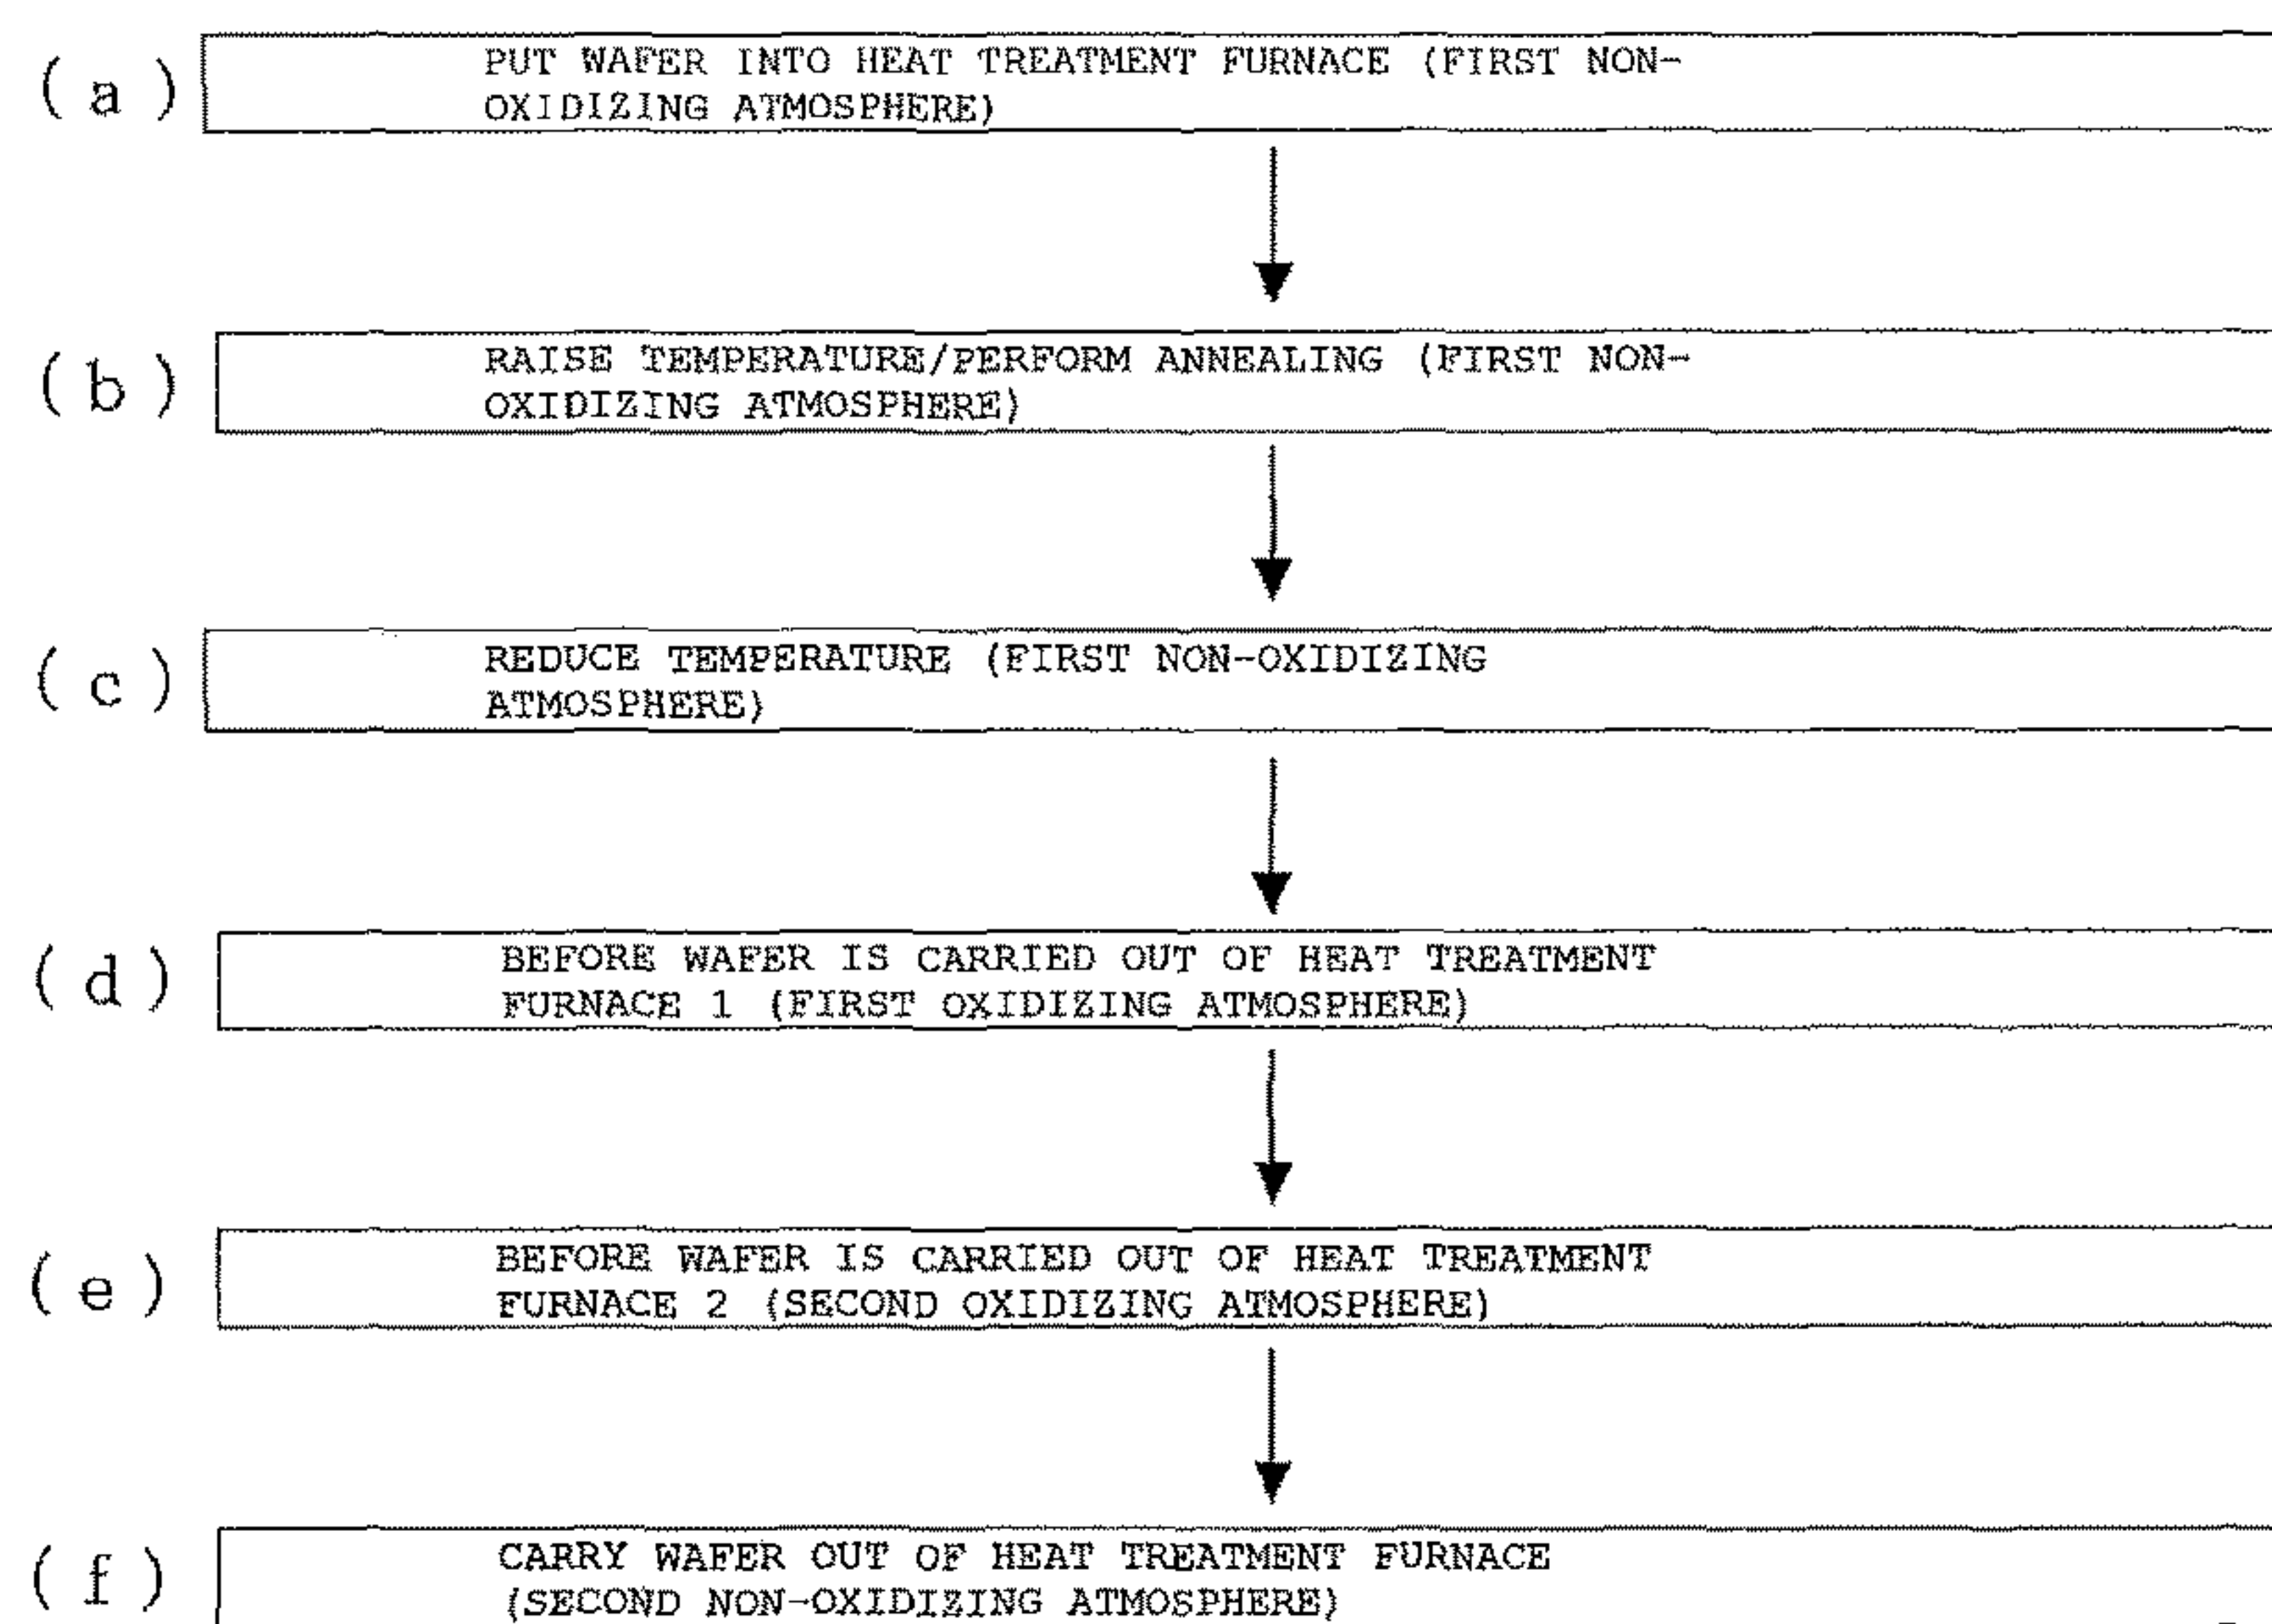 (a) PUT WAFER INTO HEAT TREATMENT FURNACE (FIRST NON-
OXIDIZING ATMOSPHERE)
(b) RAISE TEMPERATURE/PERFORM ANNEALING (FIRST NON-
OXIDIZING ATMOSPHERE)
(c) REDUCE TEMPERATURE (FIRST NON-OXIDIZING
ATMOSPHERE)
(d) BEFORE WAFER IS CARRIED OUT OF HEAT TREATMENT
FURNACE 1 (FIRST OXIDIZING ATMOSPHERE)
(e) BEFORE WAFER IS CARRIED OUT OF HEAT TREATMENT
FURNACE 2 (SECOND OXIDIZING ATMOSPHERE)
(f) CARRY WAFER OUT OF HEAT TREATMENT FURNACE
(SECOND NON-OXIDIZING ATMOSPHERE)